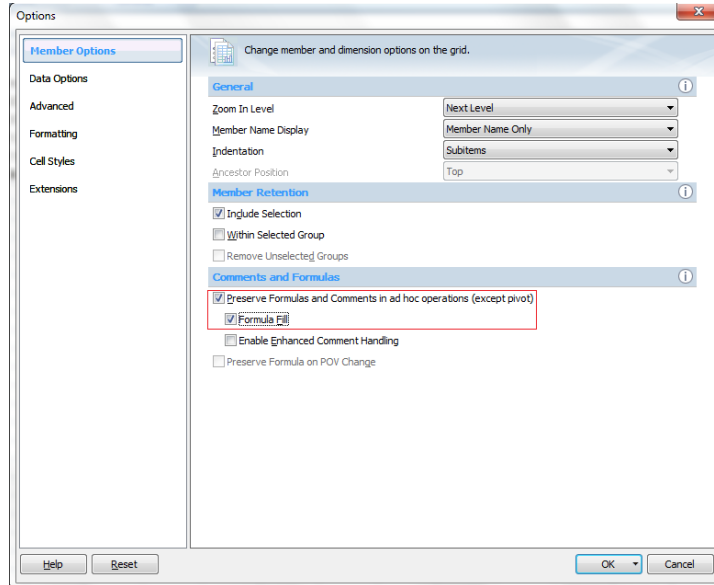 Options
Member Options
Data Options
Advanced
Formatting
Cell Styles
Extensions
Change member and dimension options on the grid.
General
Zoom In Level Next Level
Member Name Display Member Name Only
Indentation Subitems
Ancestor Position Top
Member Retention
Include Selection
Within Selected Group
Remove Unselected Groups
Comments and Formulas
Preserve Formulas and Comments in ad hoc operations (except pivot)
Formula Fill
Enable Enhanced Comment Handling
Preserve Formula on POV Change
Help Reset OK Cancel